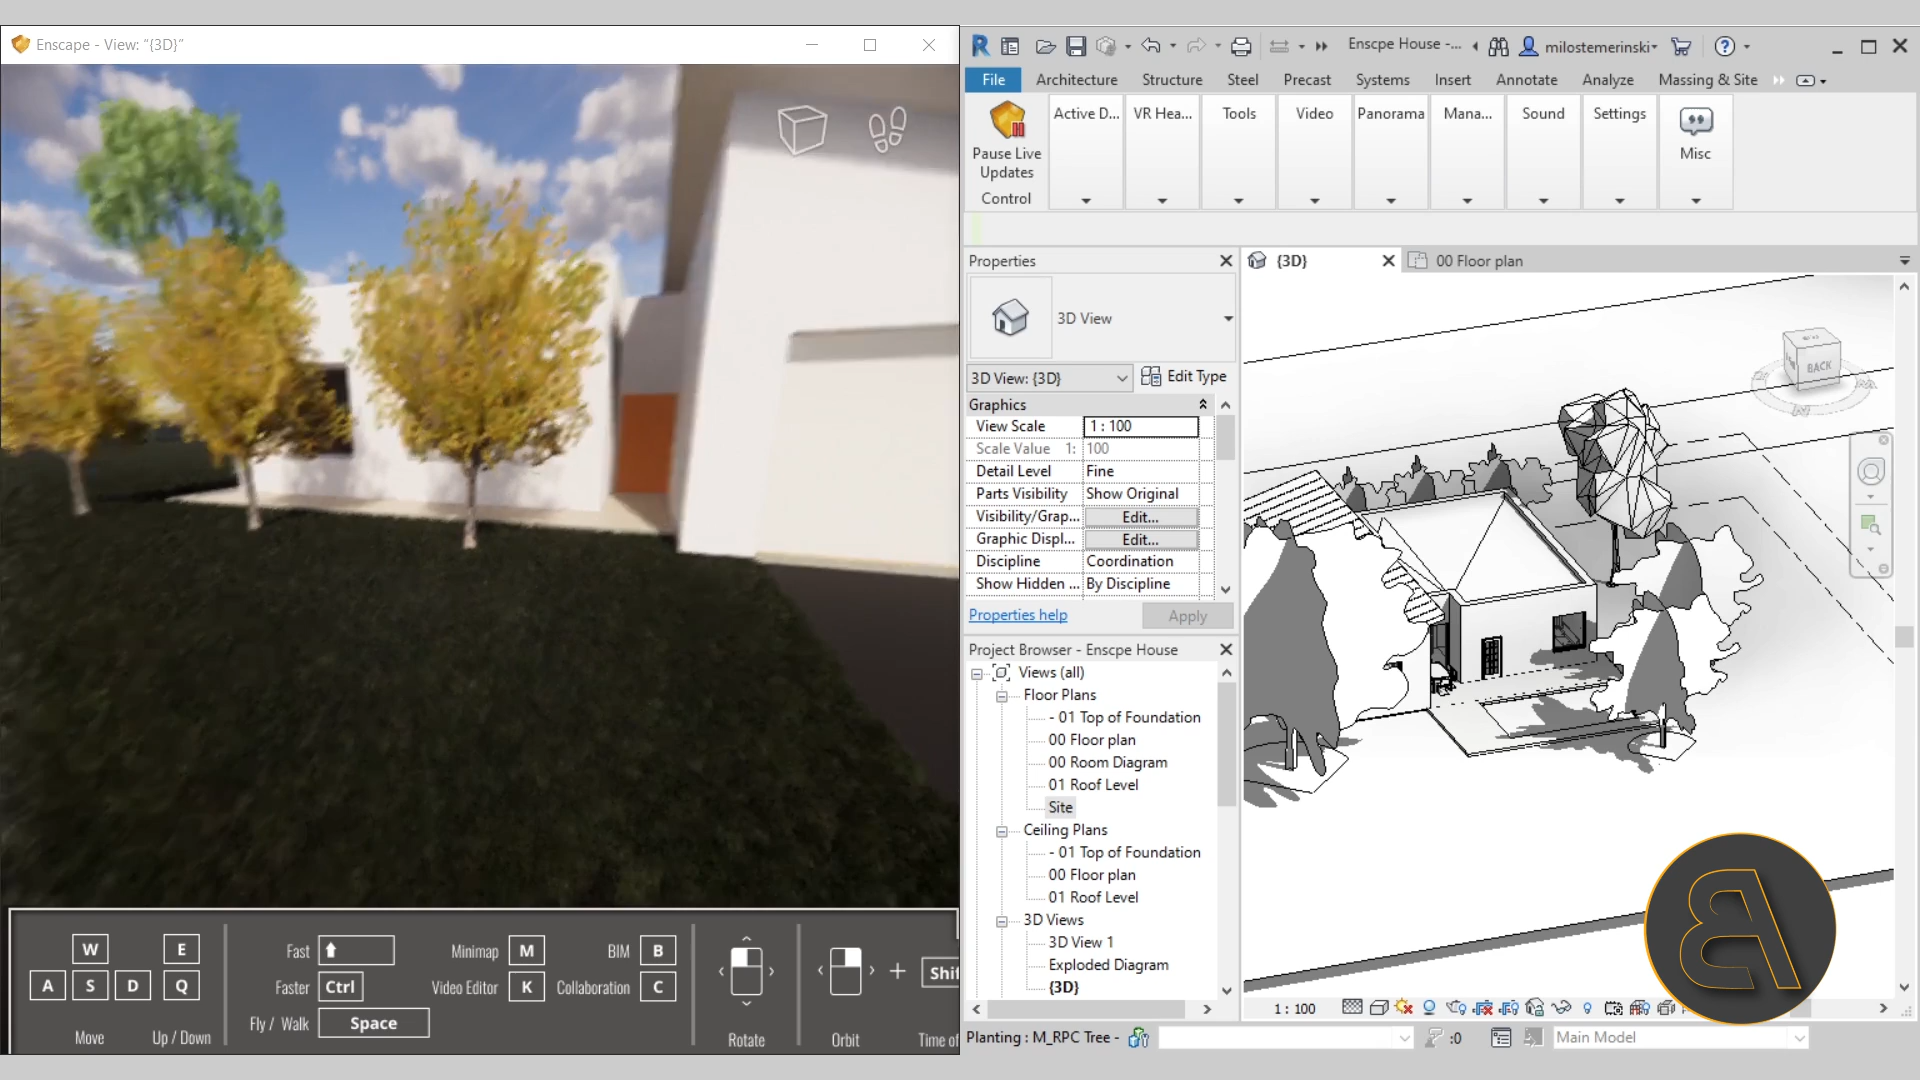 Enscape - View: "{3D}"
W
E
A
S
D
Q
Move
Up / Down
Fast
Faster
Ctrl
Fly / Walk
Space
Minimap
M
Video Editor
K
BIM
B
Collaboration
C
Rotate
+
Shif
Orbit
Time of
R
Enscpe House -...
milostemerinski
File
Architecture
Structure
Steel
Precast
Systems
Insert
Annotate
Analyze
Massing & Site
Pause Live
Updates
Control
Active D...
VR Hea...
Tools
Video
Panorama
Mana...
Sound
Settings
Misc
Properties
3D View
3D View: {3D}
Edit Type
Graphics
View Scale
1 : 100
Scale Value 1:
100
Detail Level
Fine
Parts Visibility
Show Original
Visibility/Grap...
Edit...
Graphic Displ...
Edit...
Discipline
Coordination
Show Hidden ...
By Discipline
Properties help
Apply
Project Browser - Enscpe House
Views (all)
Floor Plans
- 01 Top of Foundation
00 Floor plan
00 Room Diagram
01 Roof Level
Site
Ceiling Plans
- 01 Top of Foundation
00 Floor plan
01 Roof Level
3D Views
3D View 1
Exploded Diagram
{3D}
{3D}
00 Floor plan
BACK
1 : 100
Planting : M_RPC Tree -
:0
Main Model